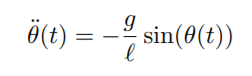 θ̈(t) = −g/ℓ sin(θ(t))